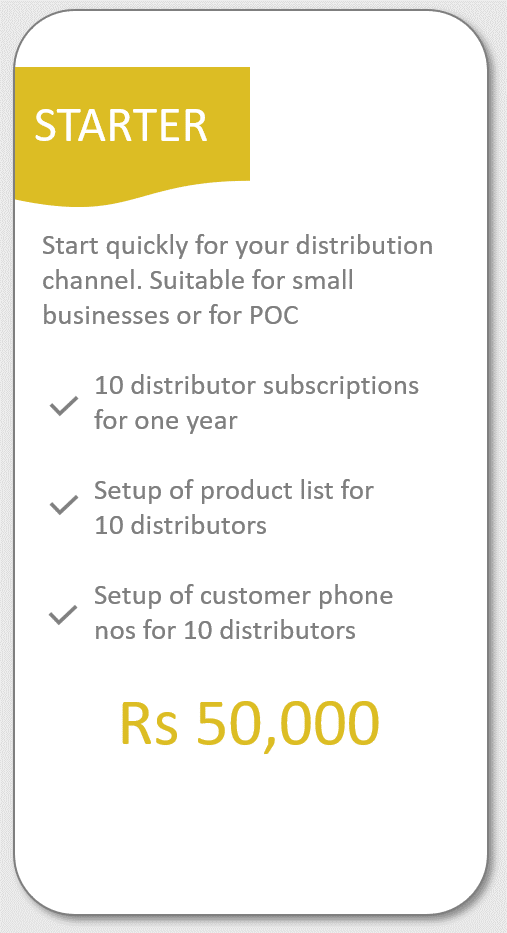 STARTER
Start quickly for your distribution
channel. Suitable for small
businesses or for POC
10 distributor subscriptions
for one year
Setup of product list for
10 distributors
Setup of customer phone
nos for 10 distributors
Rs 50,000